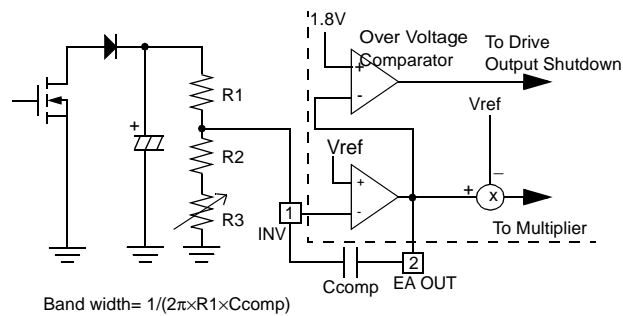 1.8V
Over Voltage
Comparator
To Drive
Output Shutdown
+
-
Vref
R1
+
Vref
R2
+
-
+
−
x
R3
1
INV
To Multiplier
2
Ccomp
EA OUT
Band width= 1/(2π×R1×Ccomp)